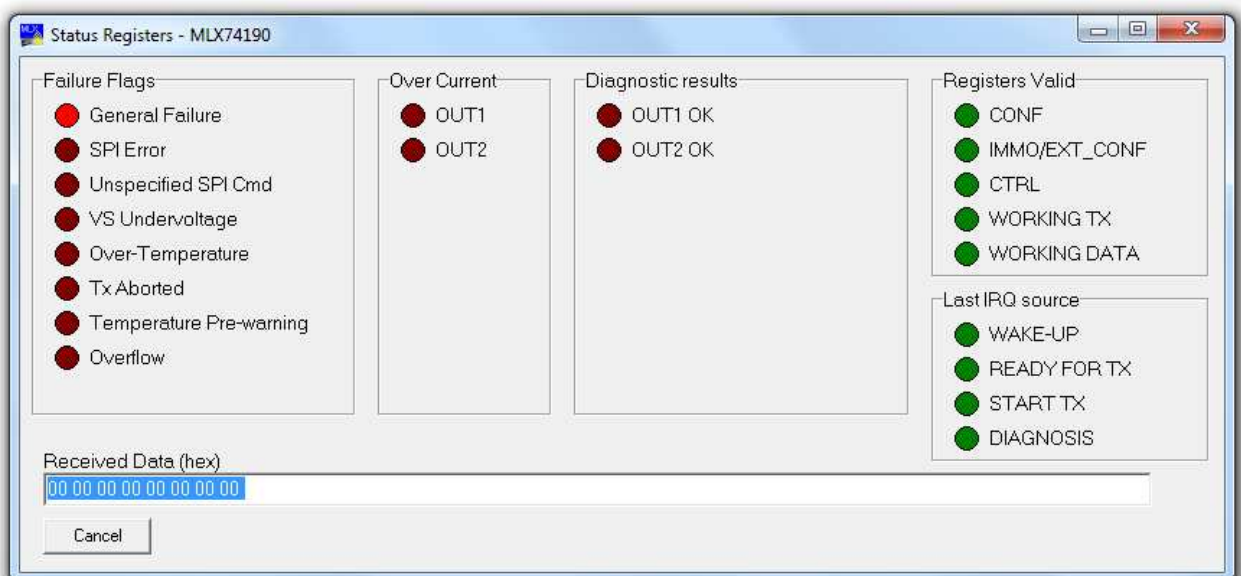 Status Registers - MLX74190
Failure Flags
General Failure
SPI Error
Unspecified SPI Cmd
VS Undervoltage
Over-Temperature
Tx Aborted
Temperature Pre-warning
Overflow
Over Current
OUT1
OUT2
Diagnostic results
OUT1 OK
OUT2 OK
Registers Valid
CONF
IMMO/EXT_CONF
CTRL
WORKING TX
WORKING DATA
Last IRQ source
WAKE-UP
READY FOR TX
START TX
DIAGNOSIS
Received Data (hex)
00 00 00 00 00 00 00 00
Cancel